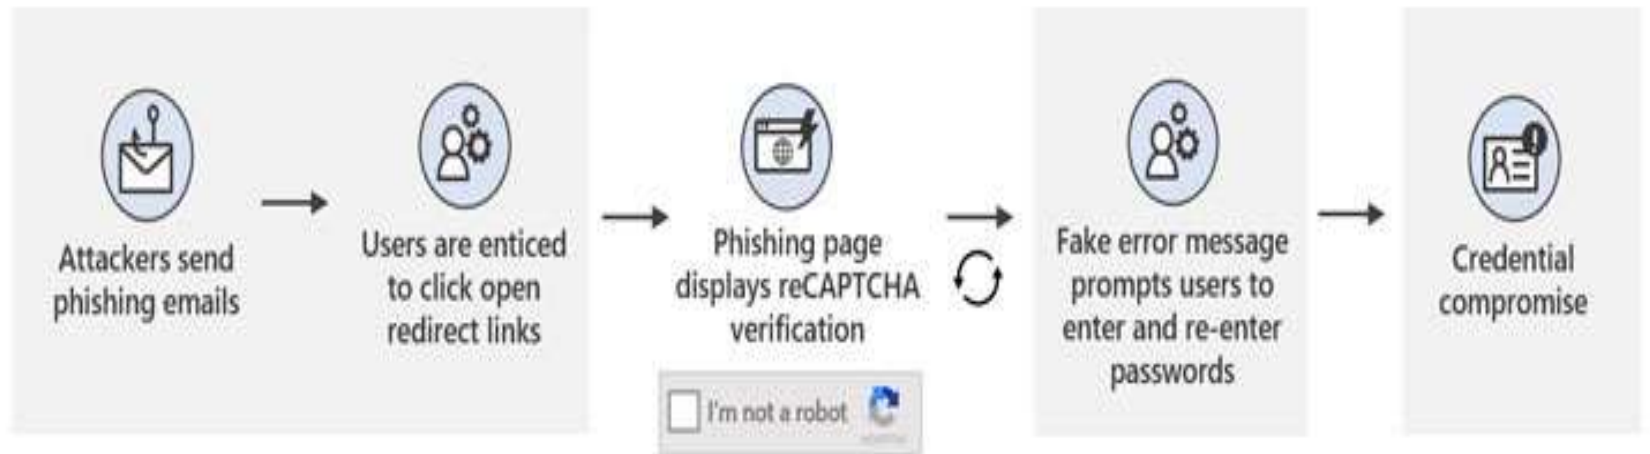 Attackers send
phishing emails
Users are enticed
to click open
redirect links
Phishing page
displays reCAPTCHA
verification
I'm not a robot
Fake error message
prompts users to
enter and re-enter
passwords
Credential
compromise